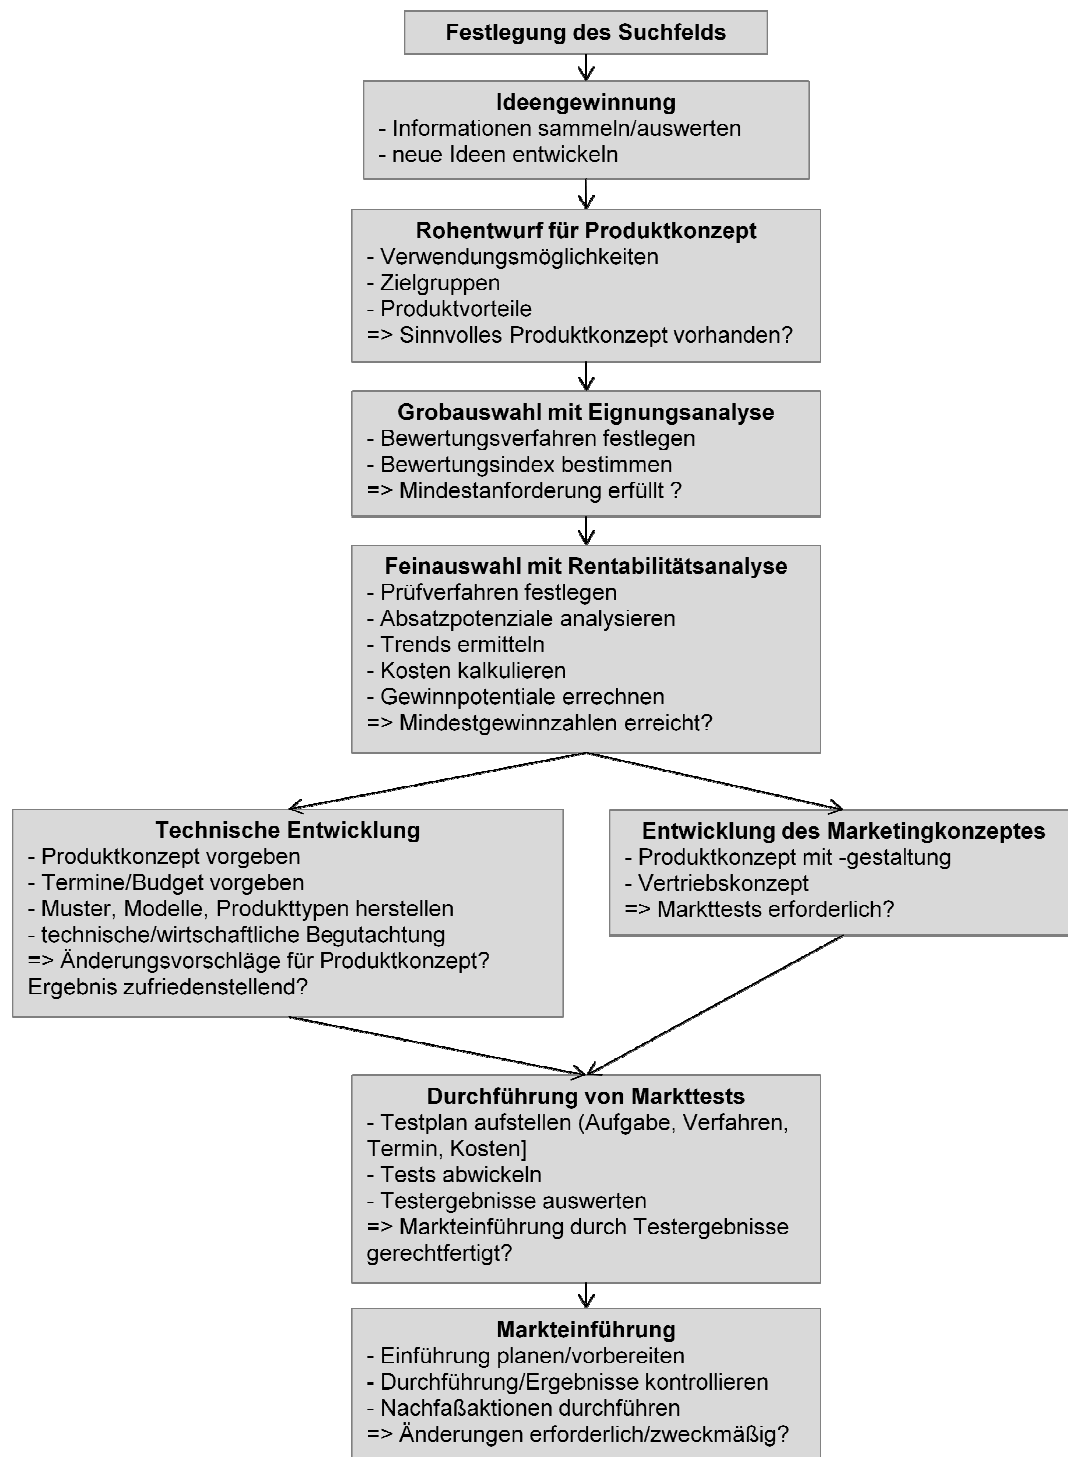 Festlegung des Suchfelds
Ideengewinnung
- Informationen sammeln/auswerten
- neue Ideen entwickeln
Rohentwurf für Produktkonzept
- Verwendungsmöglichkeiten
- Zielgruppen
- Produktvorteile
=> Sinnvolles Produktkonzept vorhanden?
Grobauswahl mit Eignungsanalyse
- Bewertungsverfahren festlegen
- Bewertungsindex bestimmen
=> Mindestanforderung erfüllt ?
Feinauswahl mit Rentabilitätsanalyse
- Prüfverfahren festlegen
- Absatzpotenziale analysieren
- Trends ermitteln
- Kosten kalkulieren
- Gewinnpotentiale errechnen
=> Mindestgewinnzahlen erreicht?
Technische Entwicklung
- Produktkonzept vorgeben
- Termine/Budget vorgeben
- Muster, Modelle, Produkttypen herstellen
- technische/wirtschaftliche Begutachtung
=> Änderungsvorschläge für Produktkonzept?
Ergebnis zufriedenstellend?
Entwicklung des Marketingkonzeptes
- Produktkonzept mit -gestaltung
- Vertriebskonzept
=> Markttests erforderlich?
Durchführung von Markttests
- Testplan aufstellen (Aufgabe, Verfahren,
Termin, Kosten]
- Tests abwickeln
- Testergebnisse auswerten
=> Markteinführung durch Testergebnisse
gerechtfertigt?
Markteinführung
- Einführung planen/vorbereiten
- Durchführung/Ergebnisse kontrollieren
- Nachfaßaktionen durchführen
=> Änderungen erforderlich/zweckmäßig?